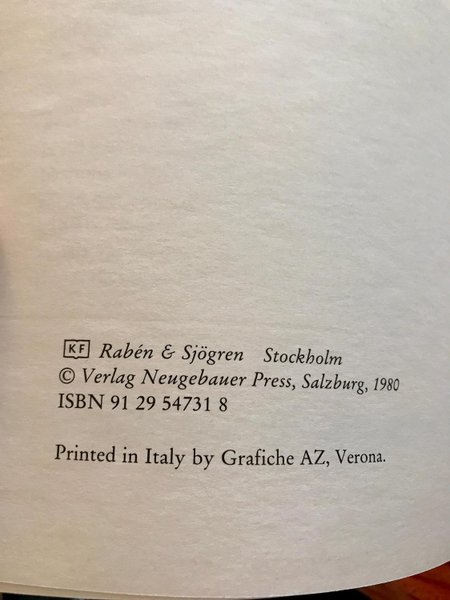 KF Rabén & Sjögren Stockholm
© Verlag Neugebauer Press, Salzburg, 1980
ISBN 91 29 54731 8
Printed in Italy by Grafiche AZ, Verona.